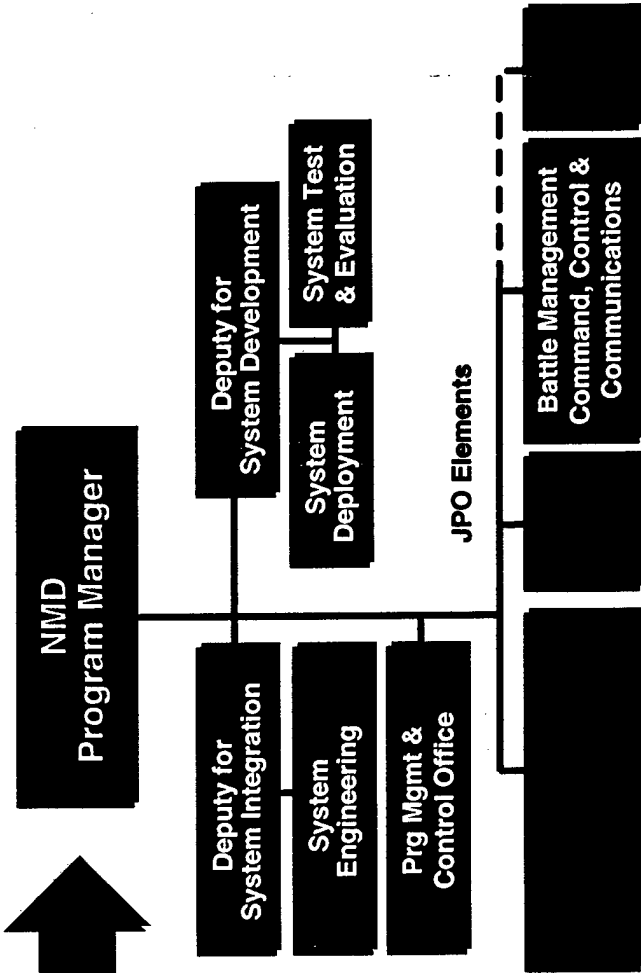 NMD
Program Manager
Deputy for
System Integration
Deputy for
System Development
System
Engineering
System
Deployment
System Test
& Evaluation
Prg Mgmt &
Control Office
JPO Elements
Battle Management
Command, Control &
Communications